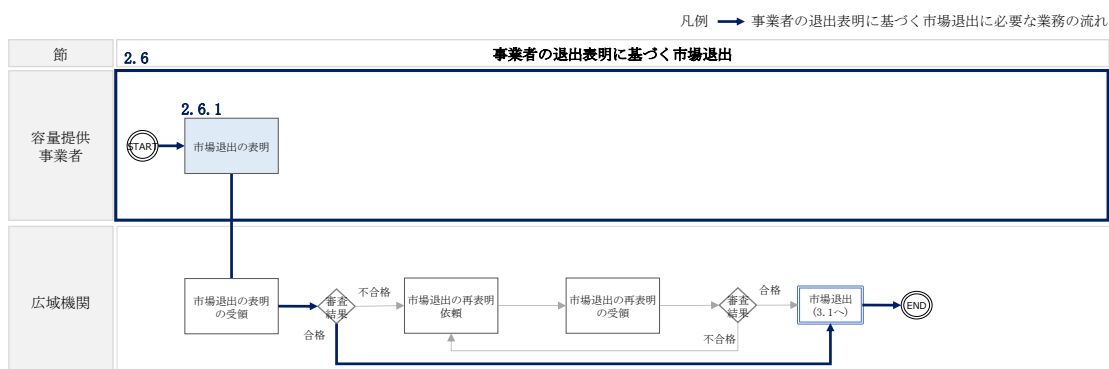 凡例 事業者の退出表明に基づく市場退出に必要な業務の流れ
節
2.6
事業者の退出表明に基づく市場退出
容量提供
事業者
START
2.6.1
市場退出の表明
広域機関
市場退出の表明
の受領
審査
結果
不合格
合格
市場退出の再表明
依頼
市場退出の再表明
の受領
審査
結果
合格
不合格
市場退出
(3.1へ)
END